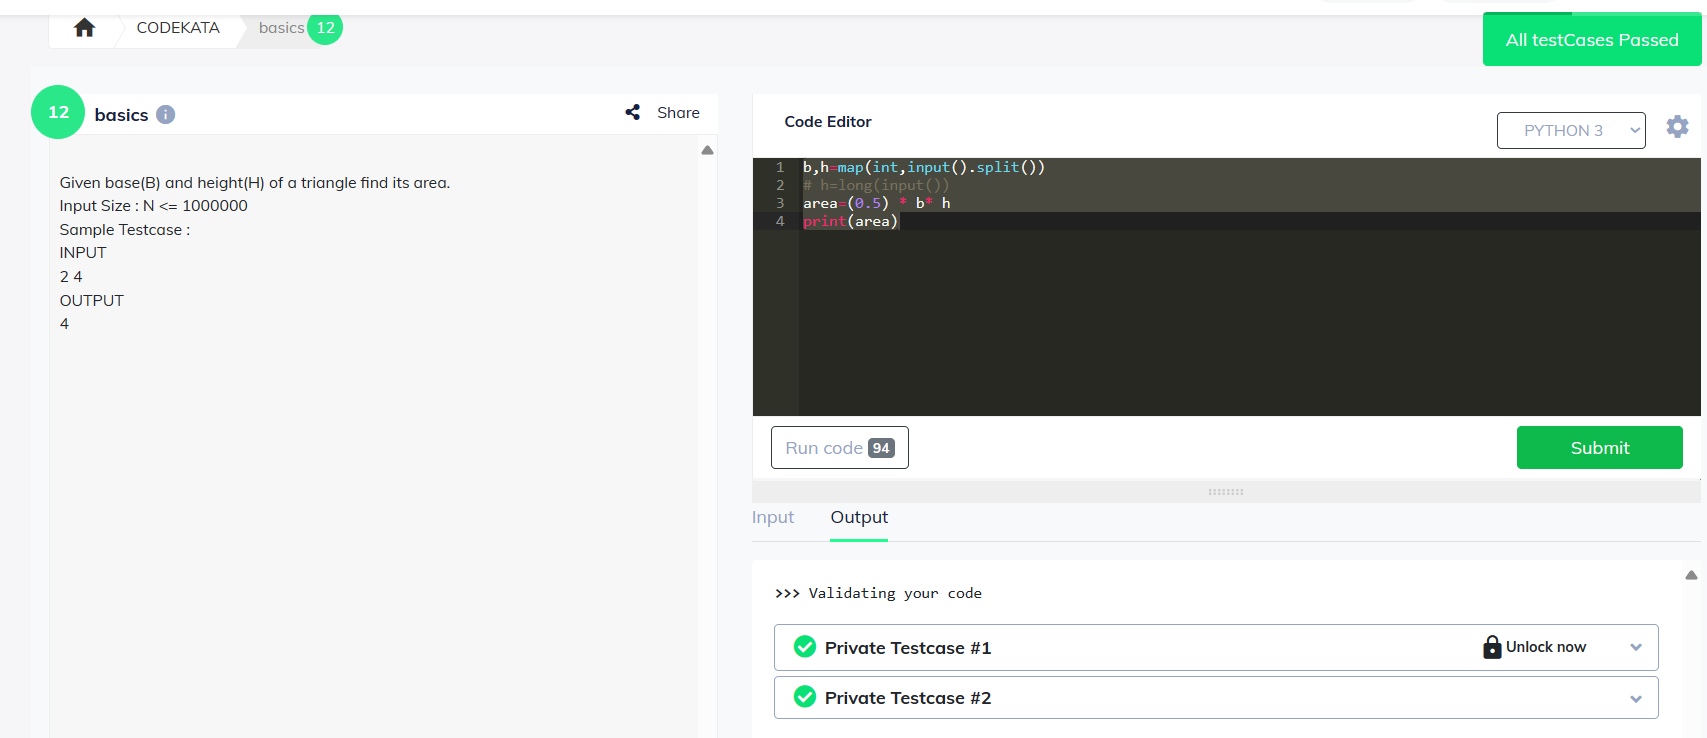 CODEKATA
basics 12
All testCases Passed
12 basics
Share
Given base(B) and height(H) of a triangle find its area.
Input Size : N <= 1000000
Sample Testcase :
INPUT
2 4
OUTPUT
4
Code Editor
PYTHON 3
1 b,h=map(int,input().split())
2 # h=long(input())
3 area=(0.5) * b* h
4 print(area)
Run code 94
Submit
Input Output
>>> Validating your code
Private Testcase #1 Unlock now
Private Testcase #2